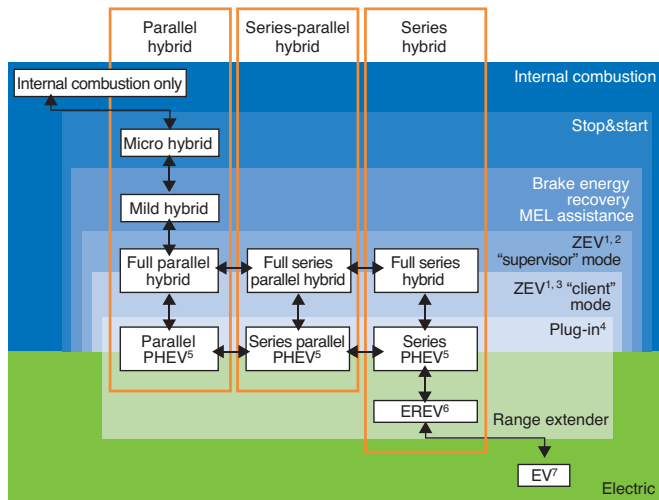 Parallel
hybrid
Series-parallel
hybrid
Series
hybrid
Internal combustion
Internal combustion only
Stop&start
Micro hybrid
Brake energy
recovery
MEL assistance
Mild hybrid
ZEV1, 2
“supervisor” mode
Full parallel
hybrid
Full series
parallel hybrid
Full series
hybrid
ZEV1, 3 “client”
mode
Plug-in4
Parallel
PHEV5
Series parallel
PHEV5
Series
PHEV5
EREV6
Range extender
EV7
Electric